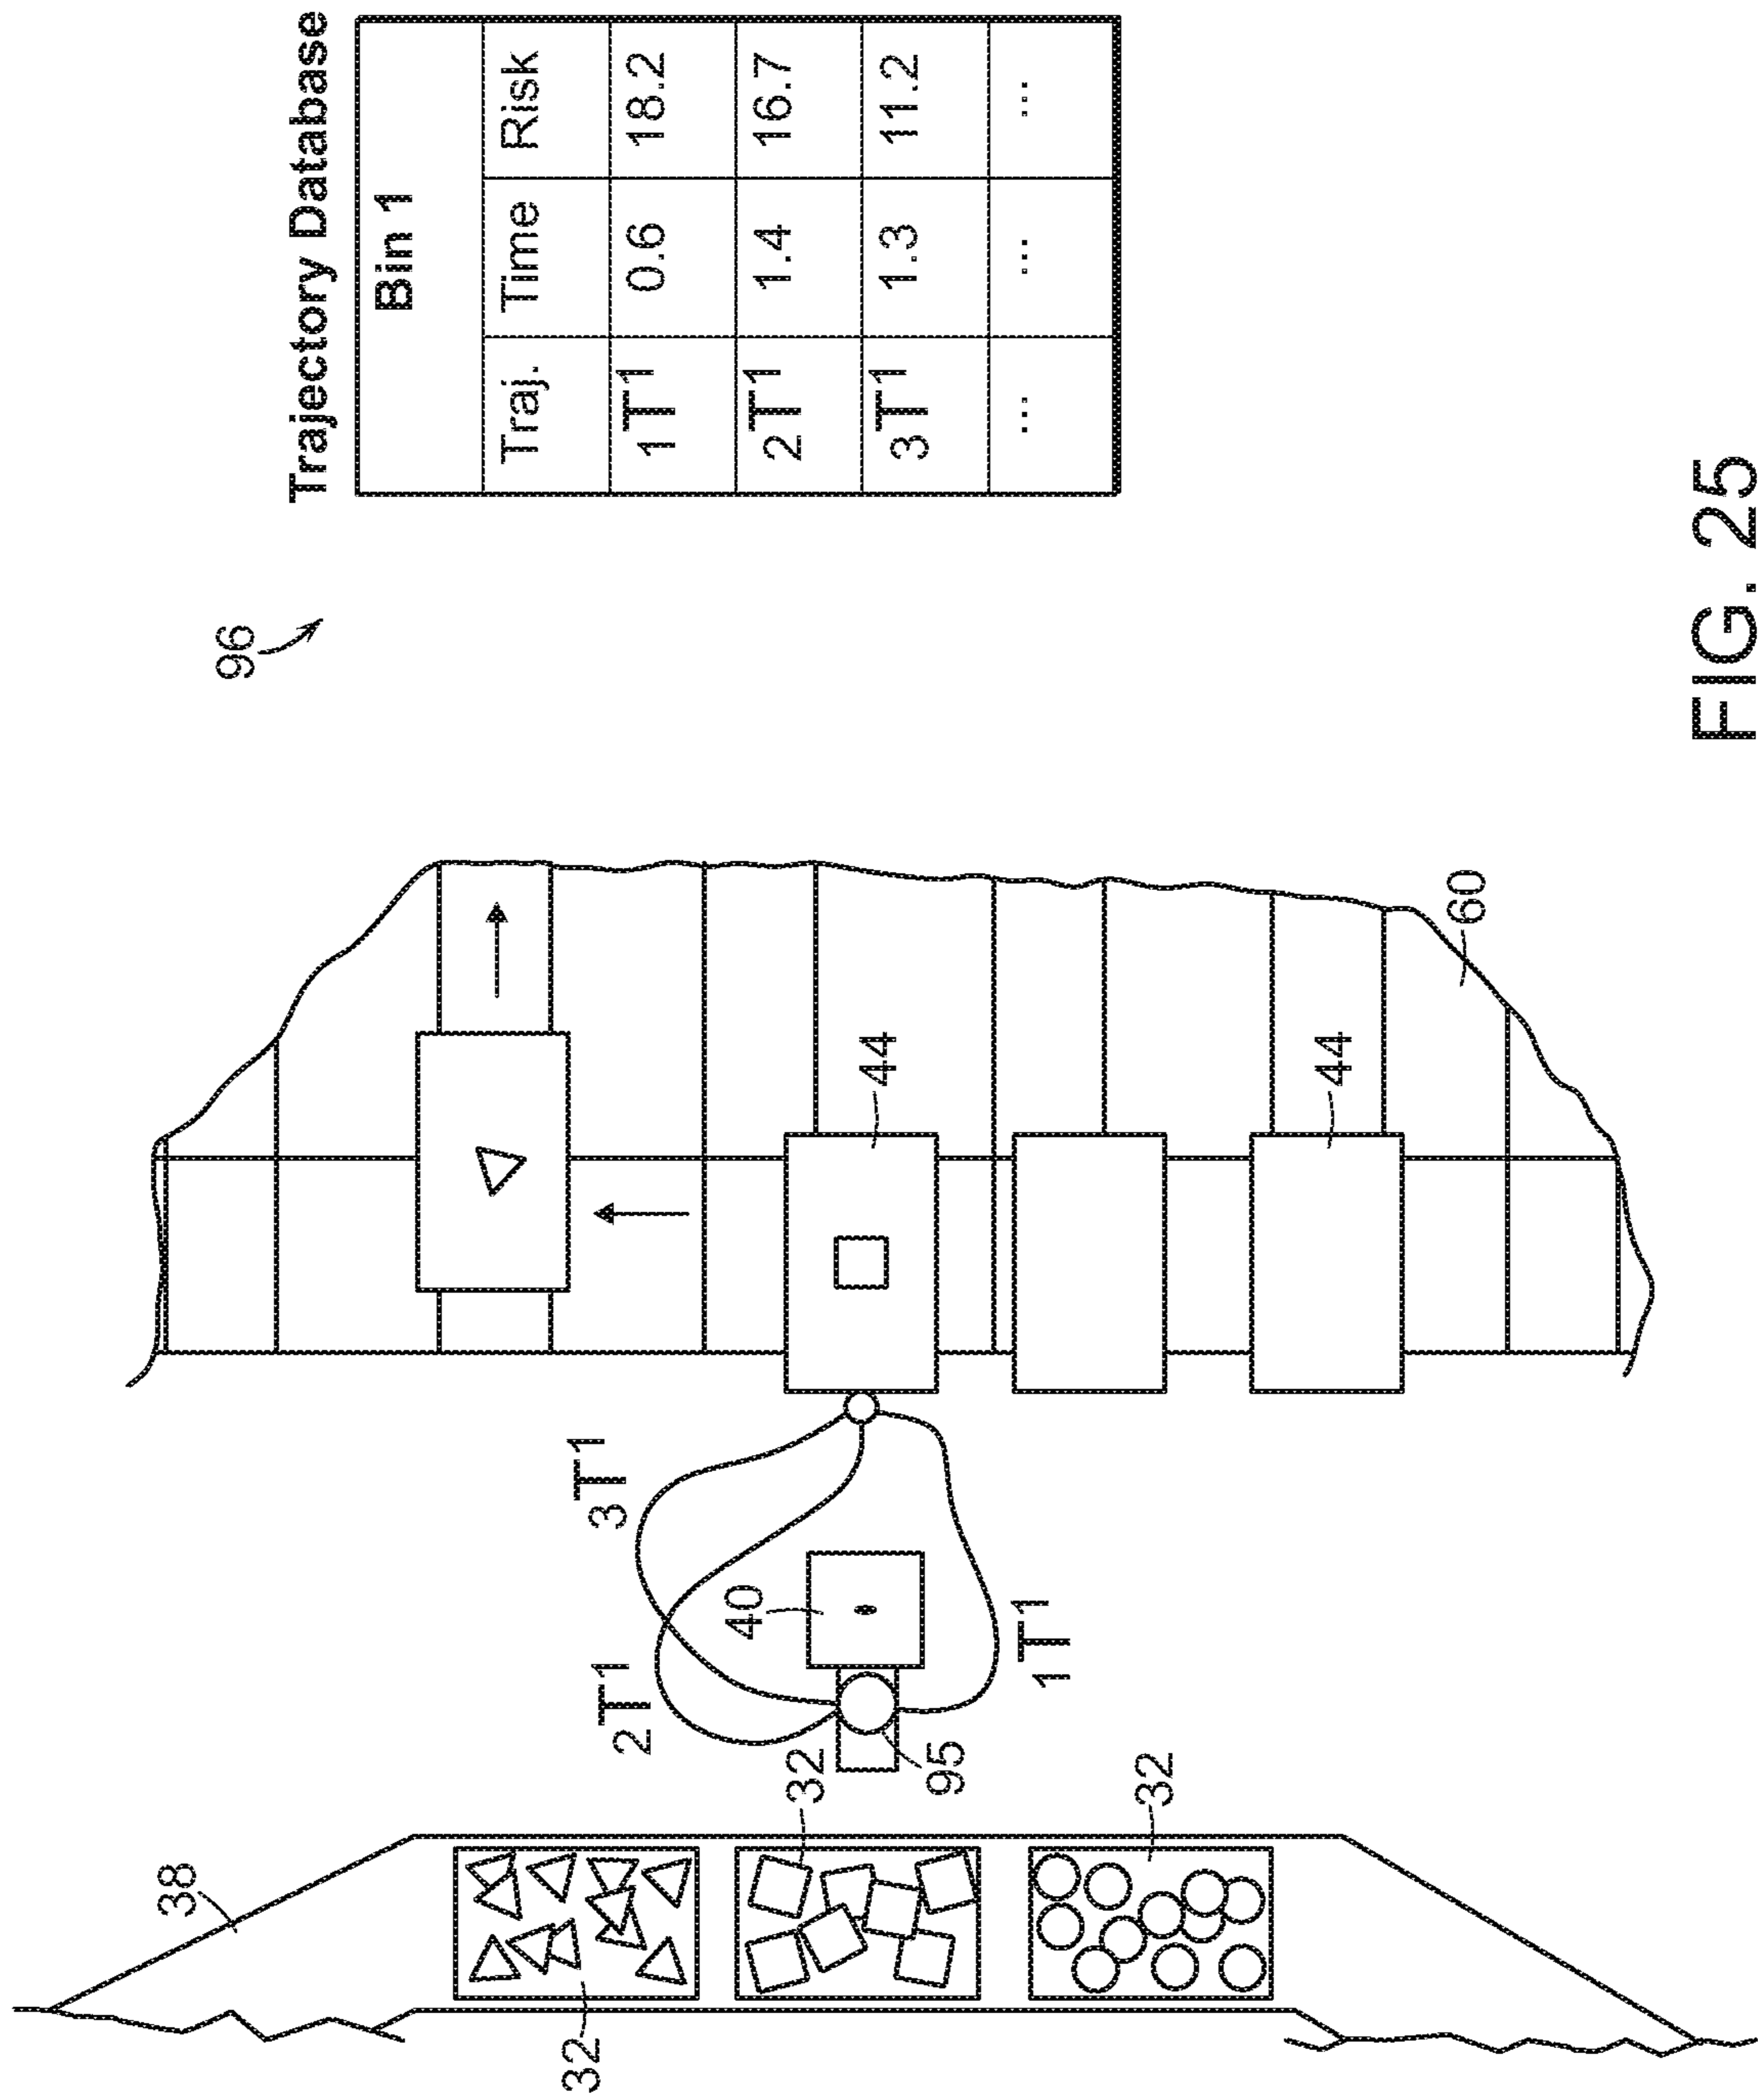 38
32
32
32
2T1
3T1
40
95
1T1
44
44
60
96
Trajectory Database
Bin 1
Traj. Time Risk
1T1 0.6 18.2
2T1 1.4 16.7
3T1 1.3 11.2
... ... ...
FIG. 25